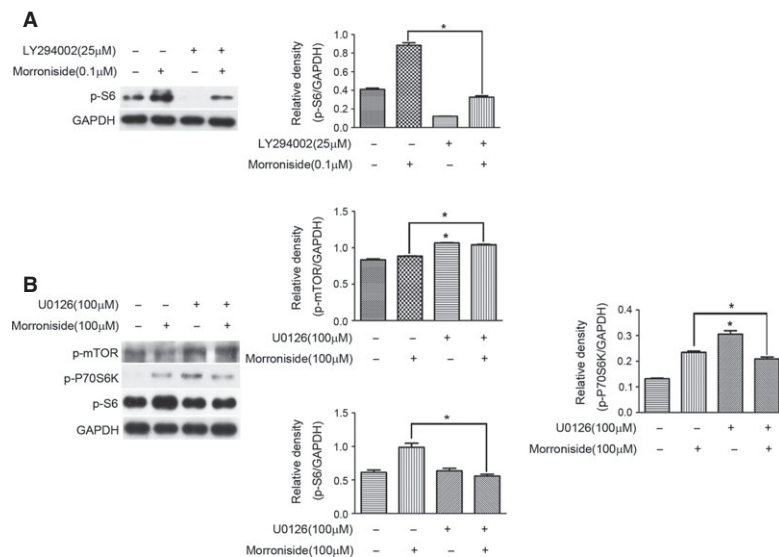 A
LY294002(25µM) – – + +
Morroniside(0.1µM) – + – +
p-S6
GAPDH
Relative density
(p-S6/GAPDH)
1.0
0.8
0.6
0.4
0.2
0.0
*
LY294002(25µM) – – + +
Morroniside(0.1µM) – + – +
B
U0126(100µM) – – + +
Morroniside(100µM) – + – +
p-mTOR
p-P70S6K
p-S6
GAPDH
Relative density
(p-mTOR/GAPDH)
1.5
1.0
0.5
0.0
*
*
U0126(100µM) – – + +
Morroniside(100µM) – + – +
Relative density
(p-S6/GAPDH)
1.5
1.0
0.5
0.0
*
U0126(100µM) – – + +
Morroniside(100µM) – + – +
Relative density
(p-P70S6K/GAPDH)
0.4
0.3
0.2
0.1
0.0
*
*
U0126(100µM) – – + +
Morroniside(100µM) – + – +